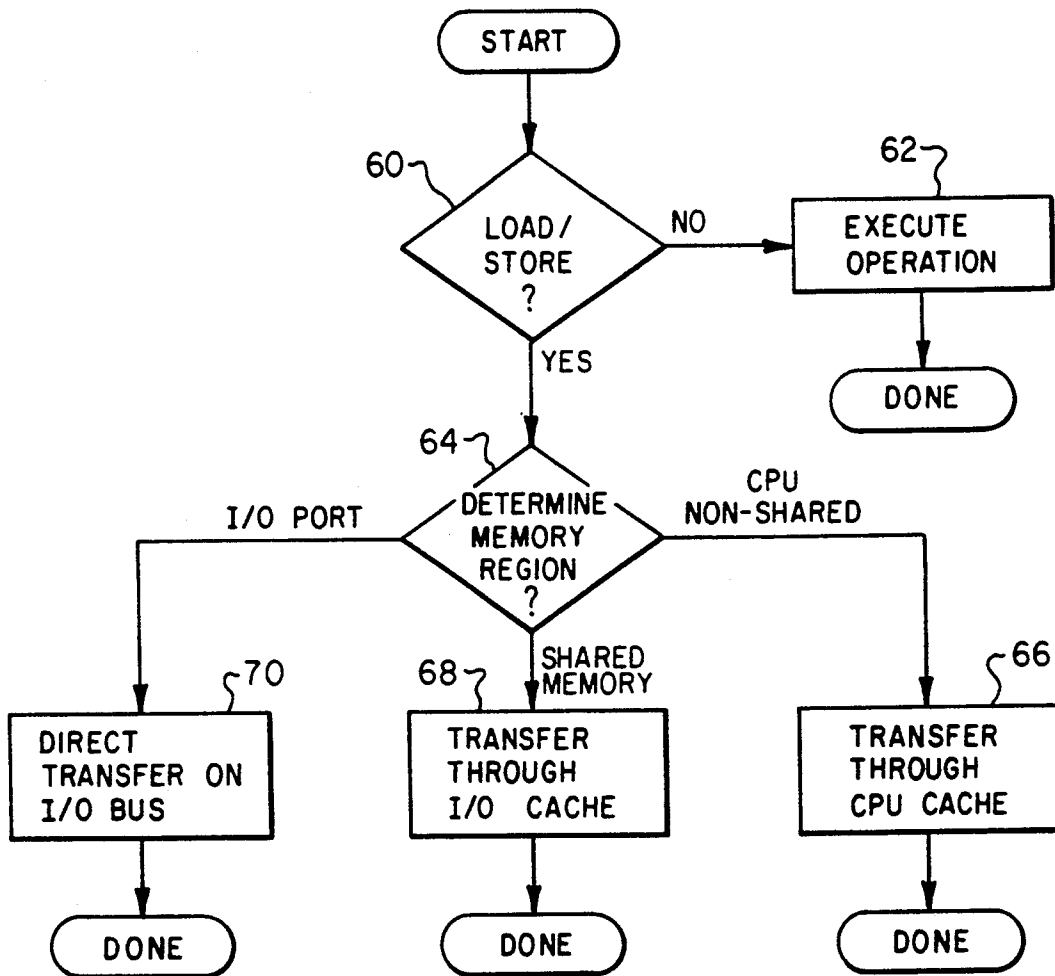 START
60
LOAD/
STORE
?
NO
62
EXECUTE
OPERATION
DONE
YES
64
DETERMINE
MEMORY
REGION
?
I/O PORT
CPU
NON-SHARED
SHARED
MEMORY
70
DIRECT
TRANSFER ON
I/O BUS
DONE
68
TRANSFER
THROUGH
I/O CACHE
DONE
66
TRANSFER
THROUGH
CPU CACHE
DONE